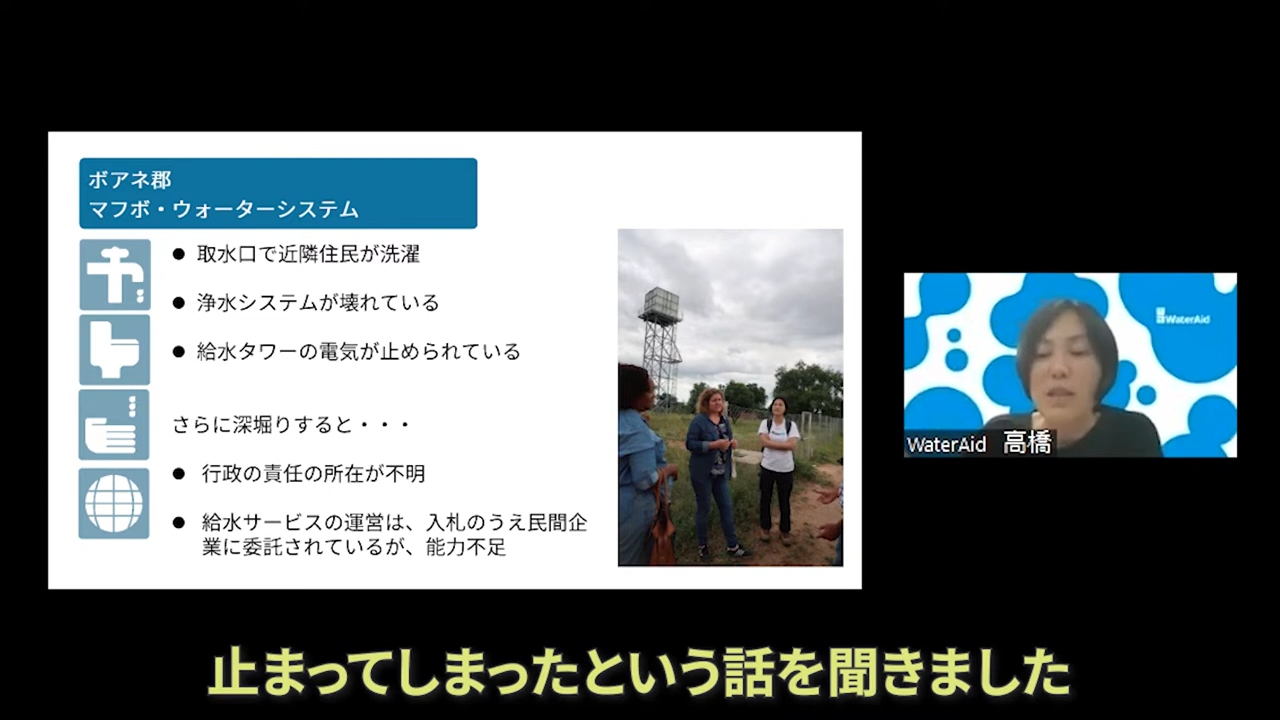 ボアネ郡
マフボ・ウォーターシステム
● 取水口で近隣住民が洗濯
● 浄水システムが壊れている
● 給水タワーの電気が止められている
さらに深堀りすると・・・
● 行政の責任の所在が不明
● 給水サービスの運営は、入札のうえ民間企
業に委託されているが、能力不足
WaterAid
WaterAid 高橋
止まってしまったという話を聞きました